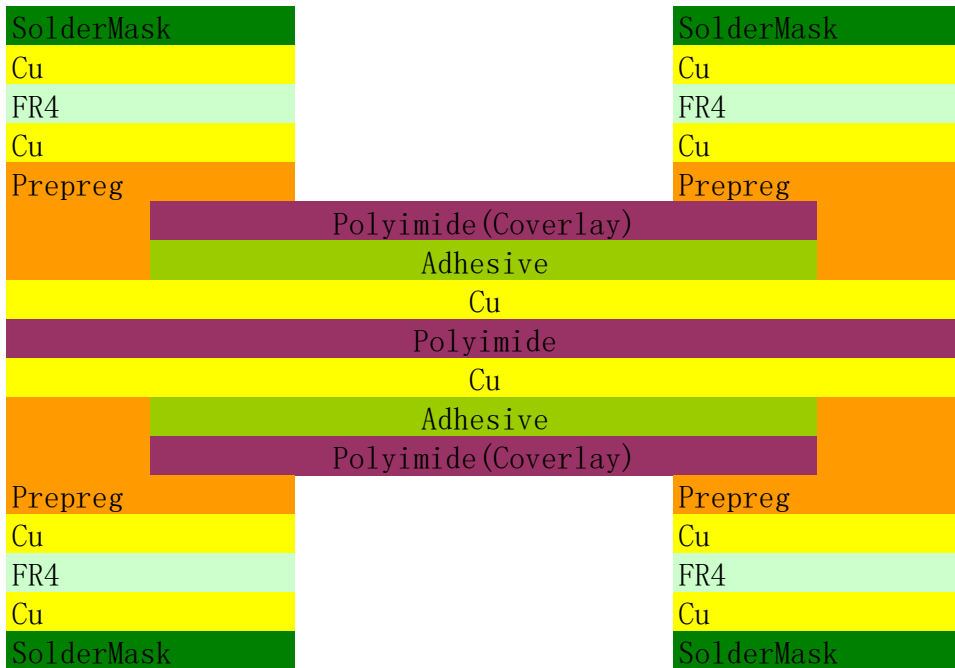 SolderMask SolderMask
Cu Cu
FR4 FR4
Cu Cu
Prepreg Prepreg
Polyimide(Coverlay)
Adhesive
Cu
Polyimide
Cu
Adhesive
Polyimide(Coverlay)
Prepreg Prepreg
Cu Cu
FR4 FR4
Cu Cu
SolderMask SolderMask